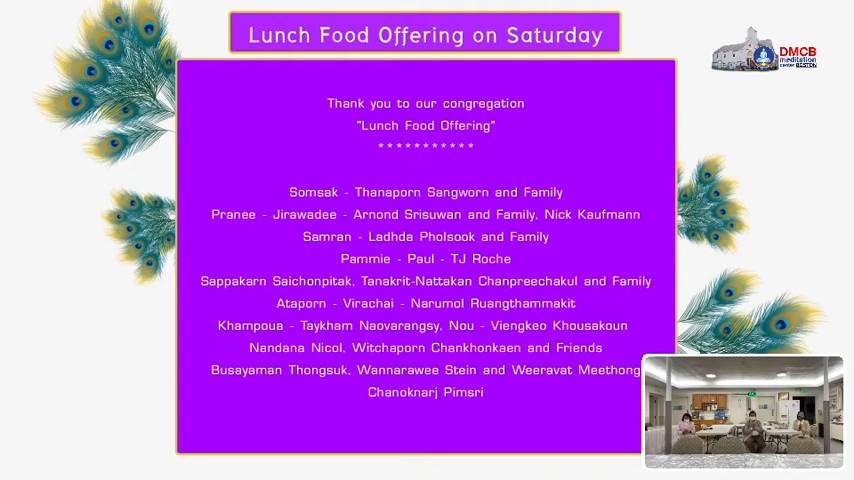 Lunch Food Offering on Saturday
DMCB
meditation
center BOSTON
Thank you to our congregation
"Lunch Food Offering"
***********
Somsak - Thanaporn Sangworn and Family
Pranee - Jirawadee - Arnond Srisuwan and Family, Nick Kaufmann
Samran - Ladhda Pholsook and Family
Pammie - Paul - TJ Roche
Sappakarn Saichonpitak, Tanakrit-Nattakan Chanpreechakul and Family
Ataporn - Virachai - Narumol Ruangthammakit
Khampoua - Taykham Naovarangsy, Nou - Viengkeo Khousakoun
Nandana Nicol, Witchaporn Chankhonkaen and Friends
Busayaman Thongsuk, Wannarawee Stein and Weeravat Meethong
Chanoknarj Pimsri